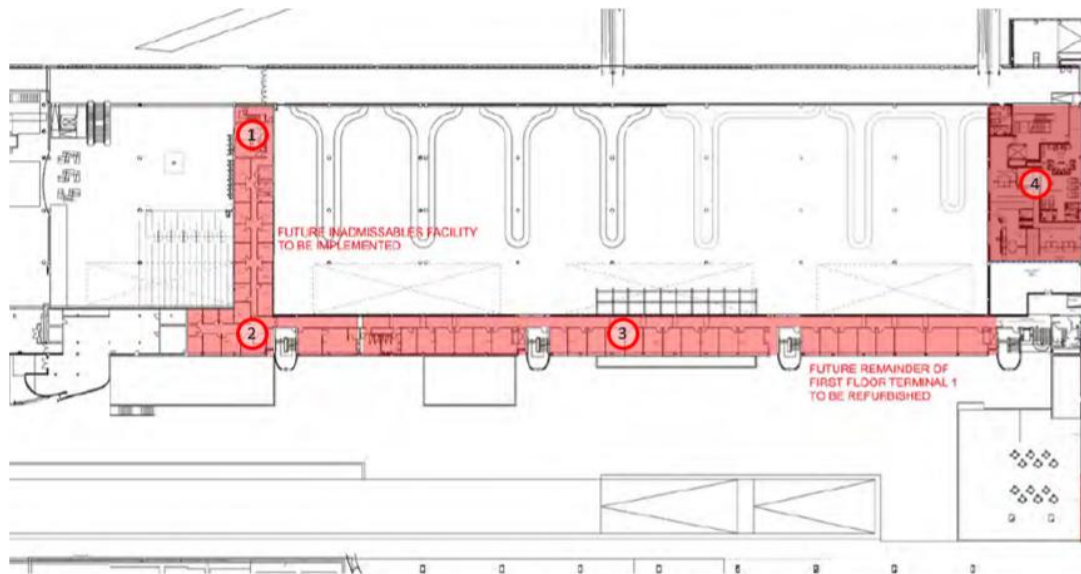 1
4
FUTURE INADMISSABLES FACILITY
TO BE IMPLEMENTED
2
3
FUTURE REMAINDER OF
FIRST FLOOR TERMINAL 1
TO BE REFURBISHED